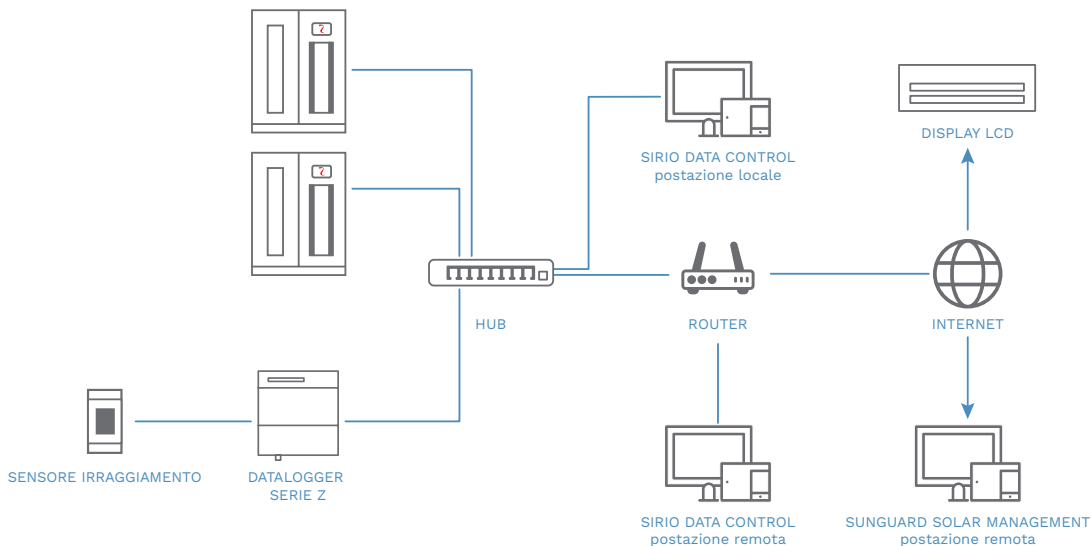 DISPLAY LCD
SIRIO DATA CONTROL
postazione locale
HUB
ROUTER
INTERNET
SENSORE IRRAGGIAMENTO
DATALOGGER
SERIE Z
SIRIO DATA CONTROL
postazione remota
SUNGUARD SOLAR MANAGEMENT
postazione remota